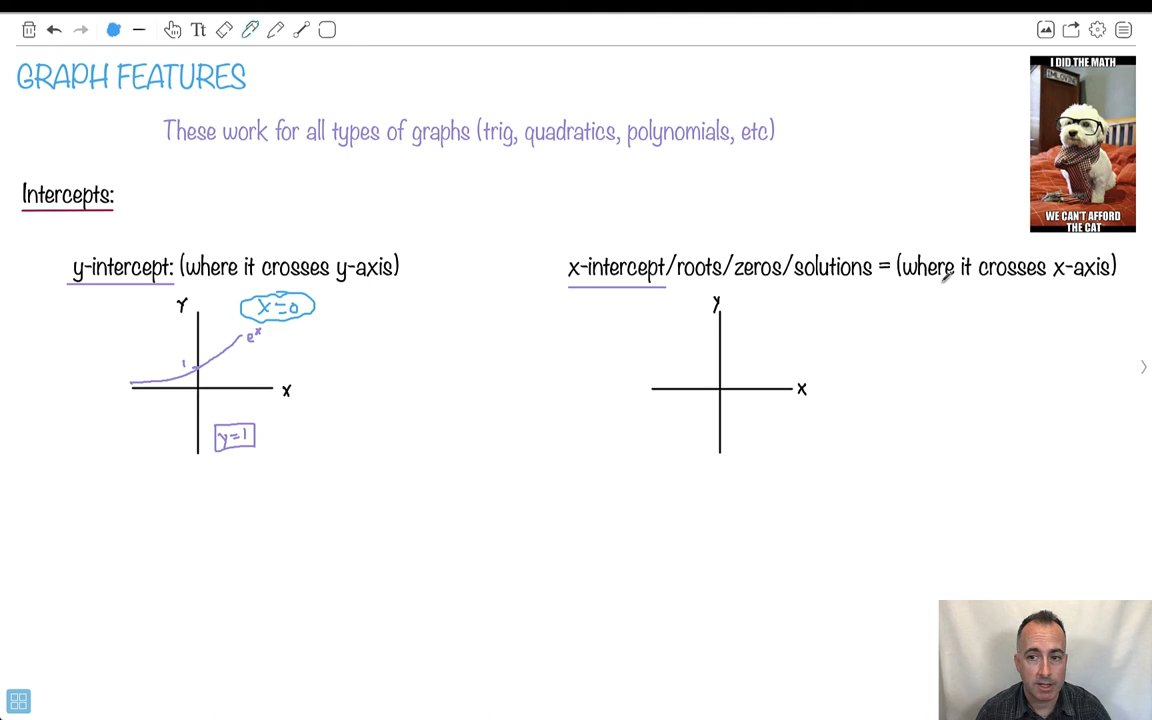 Tt
GRAPH FEATURES
I DID THE MATH
These work for all types of graphs (trig, quadratics, polynomials, etc)
Intercepts:
WE CAN'T AFFORD
THE CAT
y-intercept: (where it crosses y-axis)
x-intercept/roots/zeros/solutions = (where it crosses x-axis)
Y
x=0
y
eˣ
1
x
x
y=1